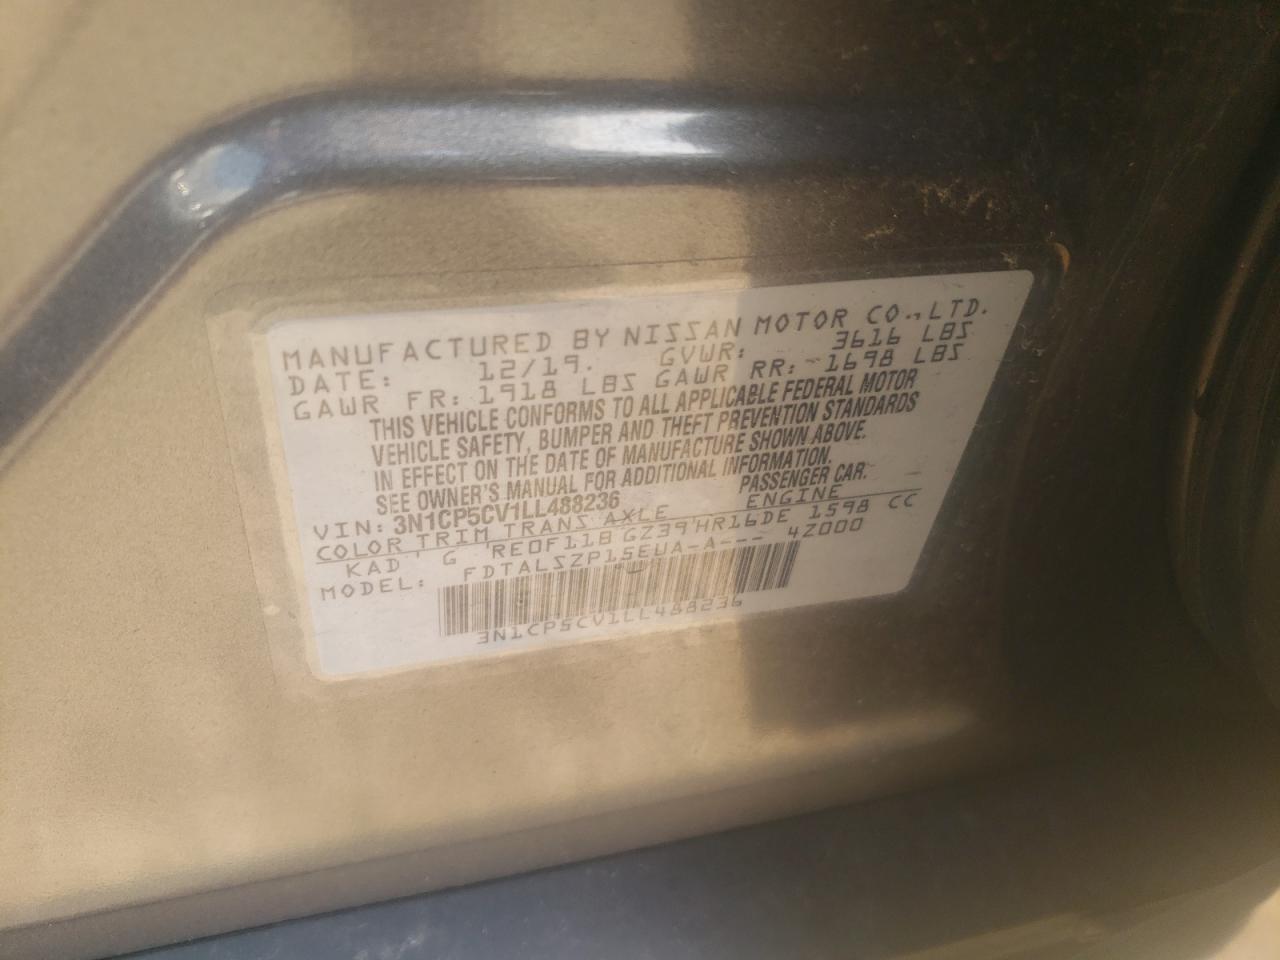 MANUFACTURED BY NISSAN MOTOR CO., LTD.
DATE: 12/19. GVWR: 3616 LBS
GAWR FR: 1918 LBS GAWR RR: 1698 LBS
THIS VEHICLE CONFORMS TO ALL APPLICABLE FEDERAL MOTOR
VEHICLE SAFETY, BUMPER AND THEFT PREVENTION STANDARDS
IN EFFECT ON THE DATE OF MANUFACTURE SHOWN ABOVE.
SEE OWNER'S MANUAL FOR ADDITIONAL INFORMATION.
VIN: 3N1CP5CV1LL488236 PASSENGER CAR.
COLOR TRIM TRANS AXLE ENGINE
KAD G RE0F11B GZ39 HR16DE 1598 CC
MODEL: FDTALSZP15EUA-A--- 4Z000
3N1CP5CV1LL488236